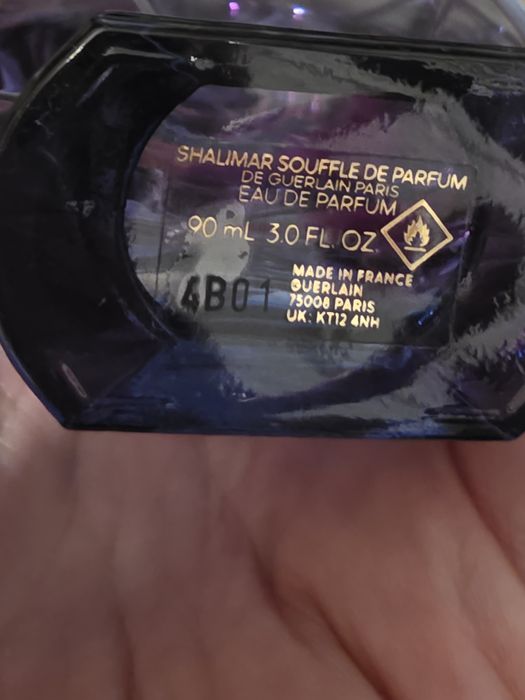 SHALIMAR SOUFFLE DE PARFUM
DE GUERLAIN PARIS
EAU DE PARFUM
90 mL 3.0 FL. OZ.
4B01
MADE IN FRANCE
GUERLAIN
75008 PARIS
UK: KT12 4NH